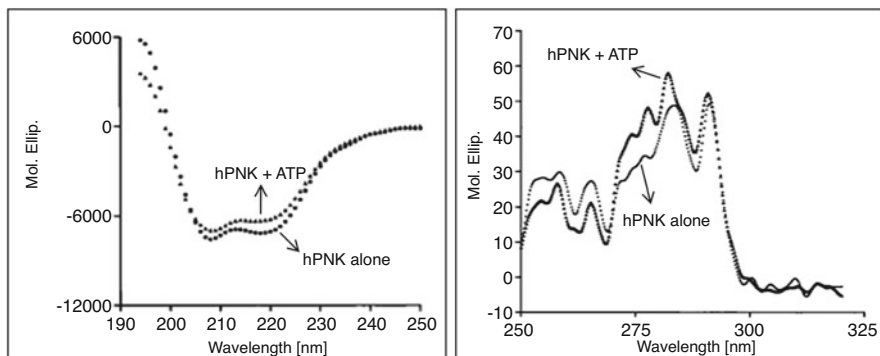 6000
0
-6000
-12000
Mol. Ellip.
hPNK + ATP
hPNK alone
190 200 210 220 230 240 250
Wavelength [nm]
70
60
50
40
30
20
10
0
-10
Mol. Ellip.
hPNK + ATP
hPNK alone
250 275 300 325
Wavelength [nm]